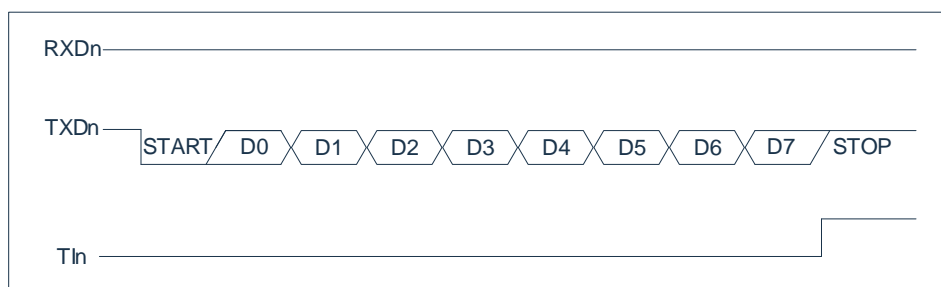 RXDn
TXDn
START D0 D1 D2 D3 D4 D5 D6 D7 STOP
TIn